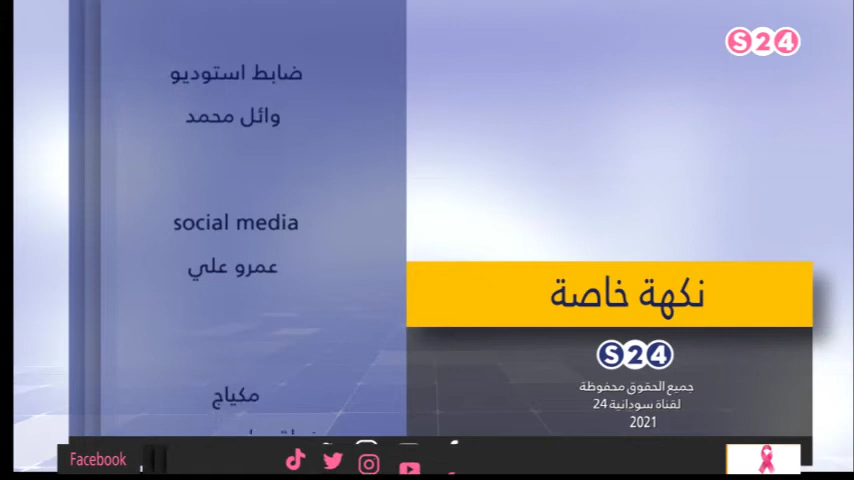 S24
ضابط استوديو
وائل محمد
social media
عمرو علي
مكياج
نكهة خاصة
S24
جميع الحقوق محفوظة
لقناة سودانية 24
2021
Facebook